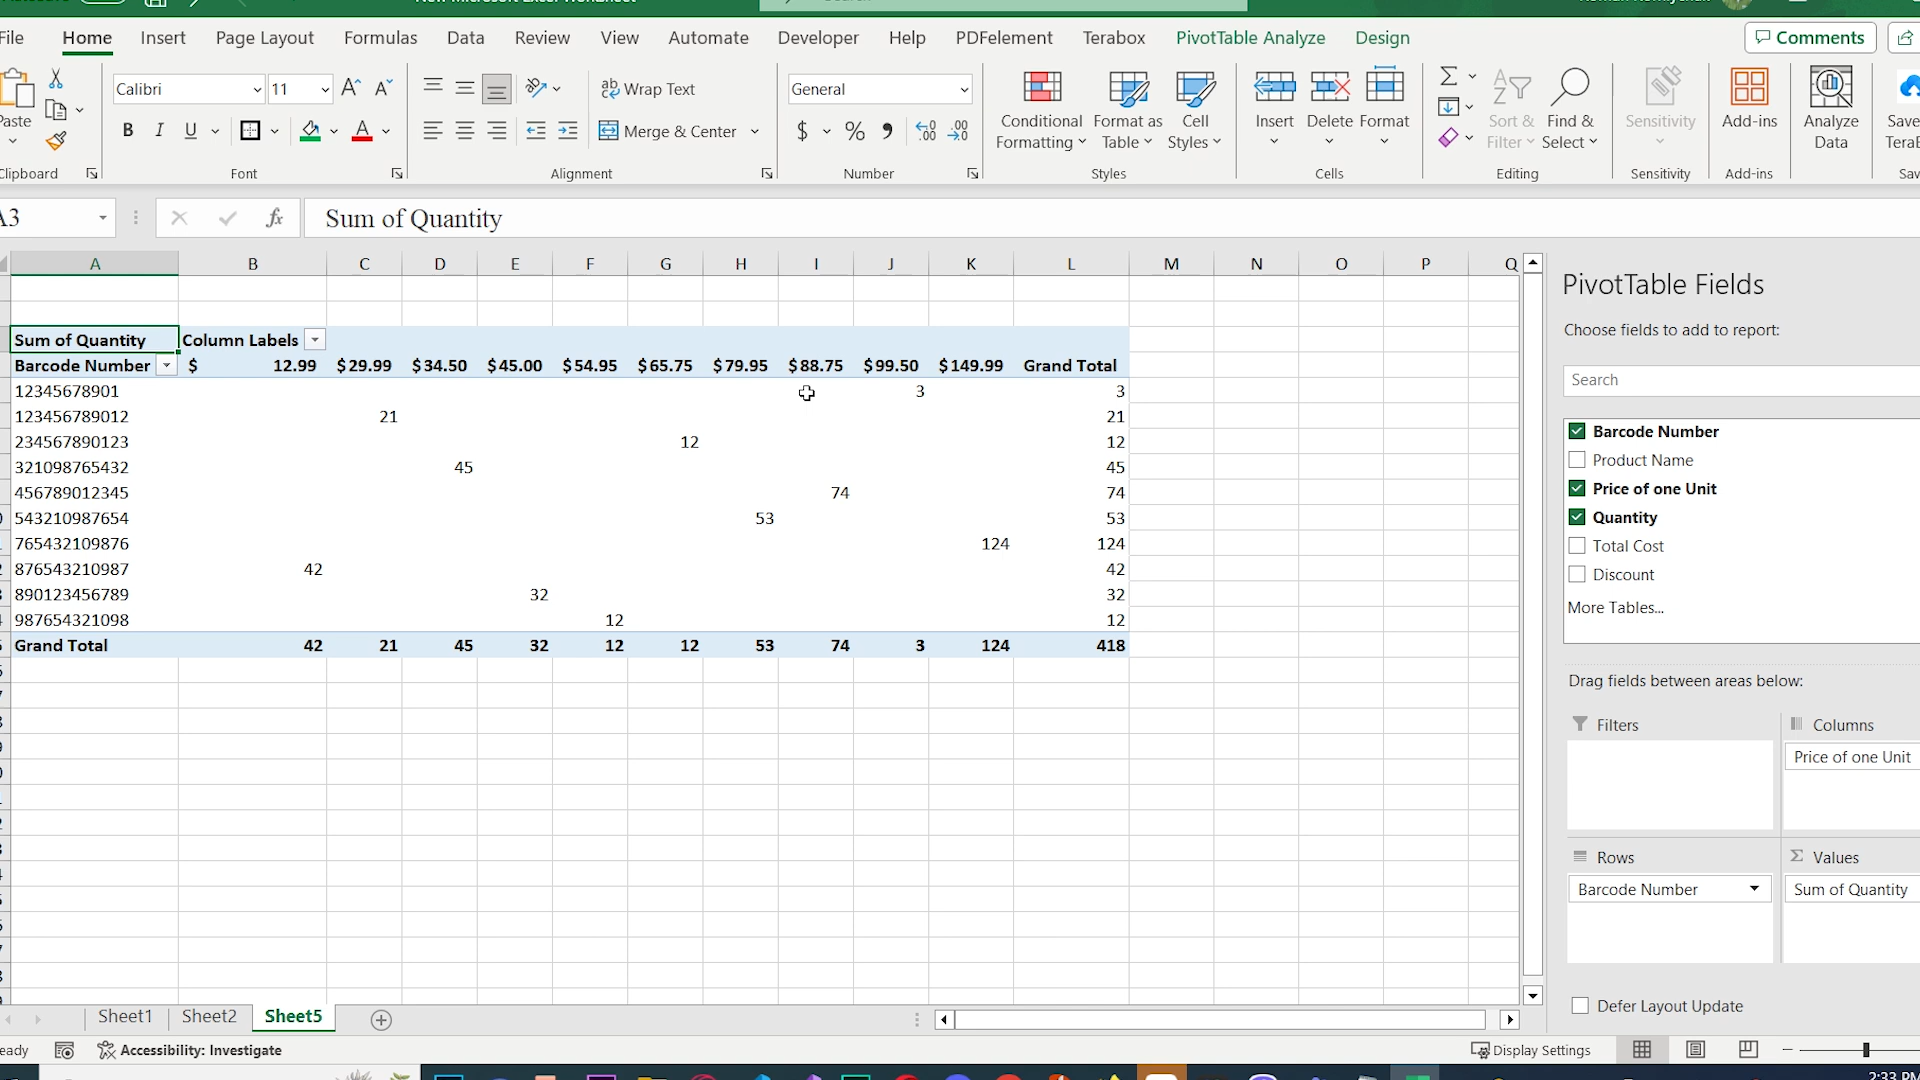 File Home Insert Page Layout Formulas Data Review View Automate Developer Help PDFelement Terabox PivotTable Analyze Design Comments
Calibri 11 Wrap Text General
Paste B I U Merge & Center $ % Conditional Formatting Format as Table Cell Styles Insert Delete Format Sort & Filter Find & Select Sensitivity Add-ins Analyze Data Save
Clipboard Font Alignment Number Styles Cells Editing Sensitivity Add-ins
A3 fx Sum of Quantity
A B C D E F G H I J K L M N O P Q
Sum of Quantity Column Labels
Barcode Number $ 12.99 $29.99 $34.50 $45.00 $54.95 $65.75 $79.95 $88.75 $99.50 $149.99 Grand Total
12345678901 3 3
123456789012 21 21
234567890123 12 12
321098765432 45 45
456789012345 74 74
543210987654 53 53
765432109876 124 124
876543210987 42 42
890123456789 32 32
987654321098 12 12
Grand Total 42 21 45 32 12 12 53 74 3 124 418
PivotTable Fields
Choose fields to add to report:
Search
Barcode Number
Product Name
Price of one Unit
Quantity
Total Cost
Discount
More Tables...
Drag fields between areas below:
Filters Columns
Price of one Unit
Rows Σ Values
Barcode Number Sum of Quantity
Defer Layout Update
Sheet1 Sheet2 Sheet5
Accessibility: Investigate Display Settings
2:33 PM